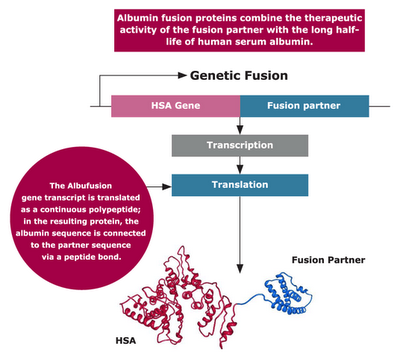 Albumin fusion proteins combine the therapeutic
activity of the fusion partner with the long half-
life of human serum albumin.
Genetic Fusion
HSA Gene
Fusion partner
Transcription
Translation
The Albufusion
gene transcript is translated
as a continuous polypeptide;
in the resulting protein, the
albumin sequence is connected
to the partner sequence
via a peptide bond.
Fusion Partner
HSA